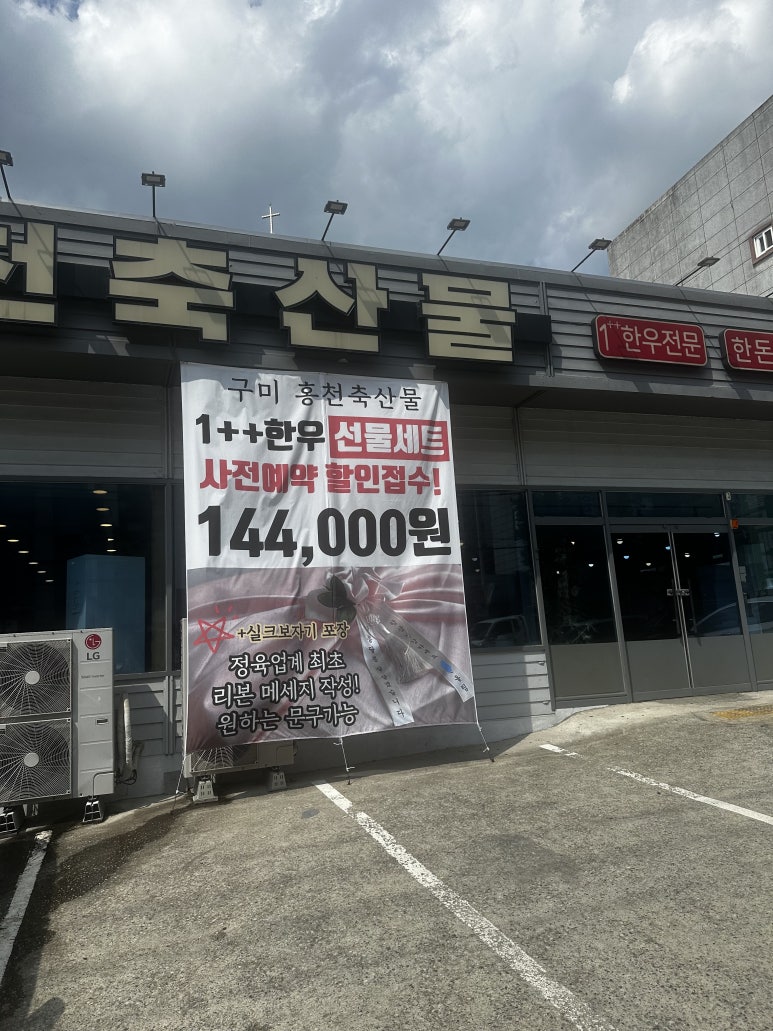 천축산물
1++한우전문
한돈
구미 홍천축산물
1++한우 선물세트
사전예약 할인접수!
144,000원
+실크보자기 포장
정육업계 최초
리본 메세지 작성!
원하는 문구가능
LG